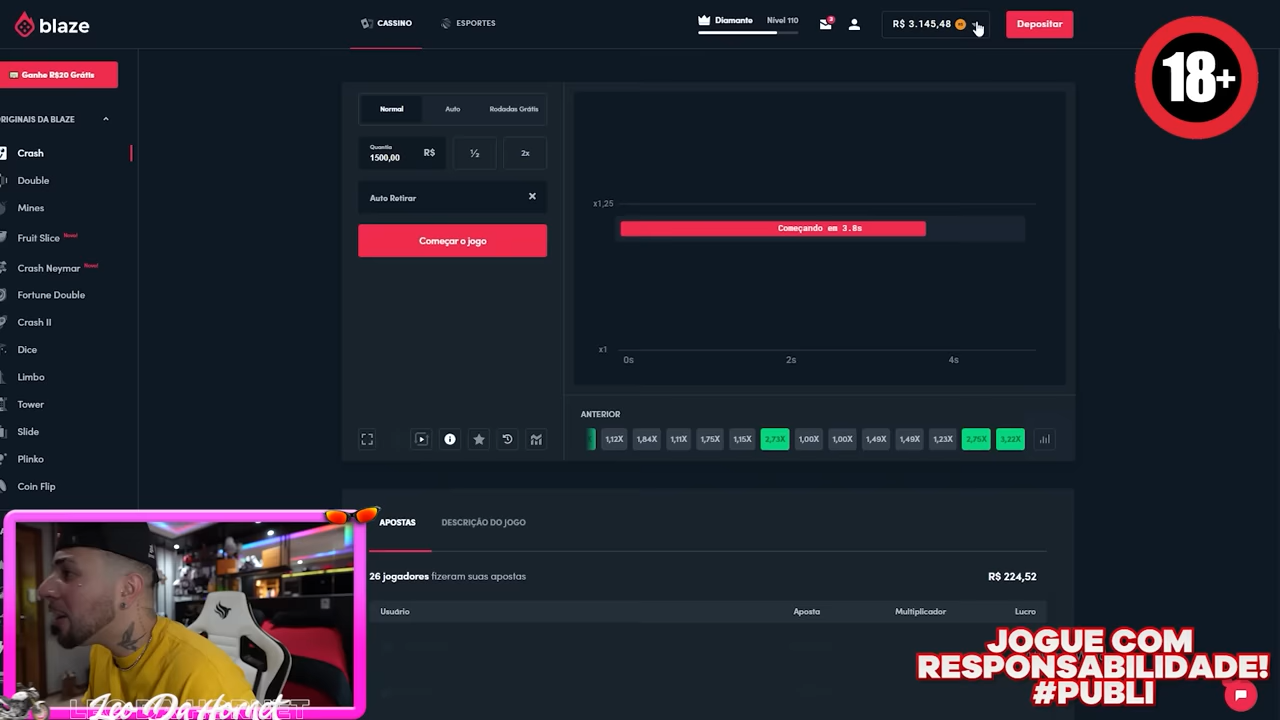 blaze
CASSINO
ESPORTES
Diamante Nível 110
R$ 3.145,48
Depositar
18+
Ganhe R$20 Grátis
ORIGINAIS DA BLAZE
Crash
Double
Mines
Fruit Slice
Crash Neymar
Fortune Double
Crash II
Dice
Limbo
Tower
Slide
Plinko
Coin Flip
Normal
Auto
Rodadas Grátis
Quantia
1500,00 R$
½
2x
Auto Retirar
Começar o jogo
x1,25
Começando em 3.8s
x1
0s 2s 4s
ANTERIOR
1,12X 1,84X 1,11X 1,75X 1,15X 2,73X 1,00X 1,00X 1,49X 1,49X 1,23X 2,75X 3,22X
APOSTAS
DESCRIÇÃO DO JOGO
26 jogadores fizeram suas apostas
R$ 224,52
Usuário Aposta Multiplicador Lucro
Leo Da Hornet
JOGUE COM
RESPONSABILIDADE!
#PUBLI